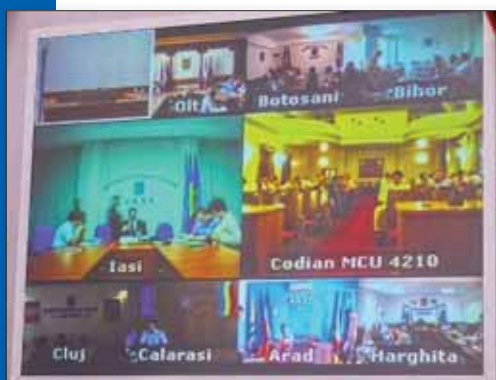 Olt
Botosani
Bihor
Iasi
Codian MCU 4210
Cluj
Calarasi
Arad
Harghita